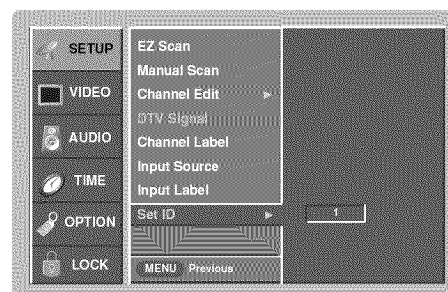 SETUP
VIDEO
AUDIO
TIME
OPTION
LOCK
EZ Scan
Manual Scan
Channel Edit
DTV Signal
Channel Label
Input Source
Input Label
Set ID
1
MENU Previous